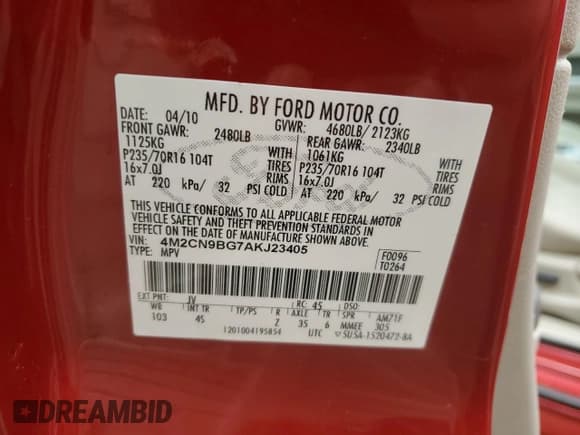 MFD. BY FORD MOTOR CO.
DATE: 04/10 GVWR: 4680LB/ 2123KG
FRONT GAWR: 2480LB REAR GAWR: 2340LB
1125KG WITH 1061KG WITH
P235/70R16 104T TIRES P235/70R16 104T TIRES
16x7.0J RIMS 16x7.0J RIMS
AT 220 kPa/ 32 PSI COLD AT 220 kPa/ 32 PSI COLD
THIS VEHICLE CONFORMS TO ALL APPLICABLE FEDERAL MOTOR
VEHICLE SAFETY AND THEFT PREVENTION STANDARDS IN
EFFECT ON THE DATE OF MANUFACTURE SHOWN ABOVE.
VIN: 4M2CN9BG7AKJ23405 F0096
TYPE: MPV T0264
EXT PNT: JV RC: 45 DSO:
WB INT TR TP/PS R AXLE TR SPR AM71F
103 45 Z 35 6 MMEE 305
1201004195854 UTC ▽5USA-1520472-BA
Ford
DREAMBID